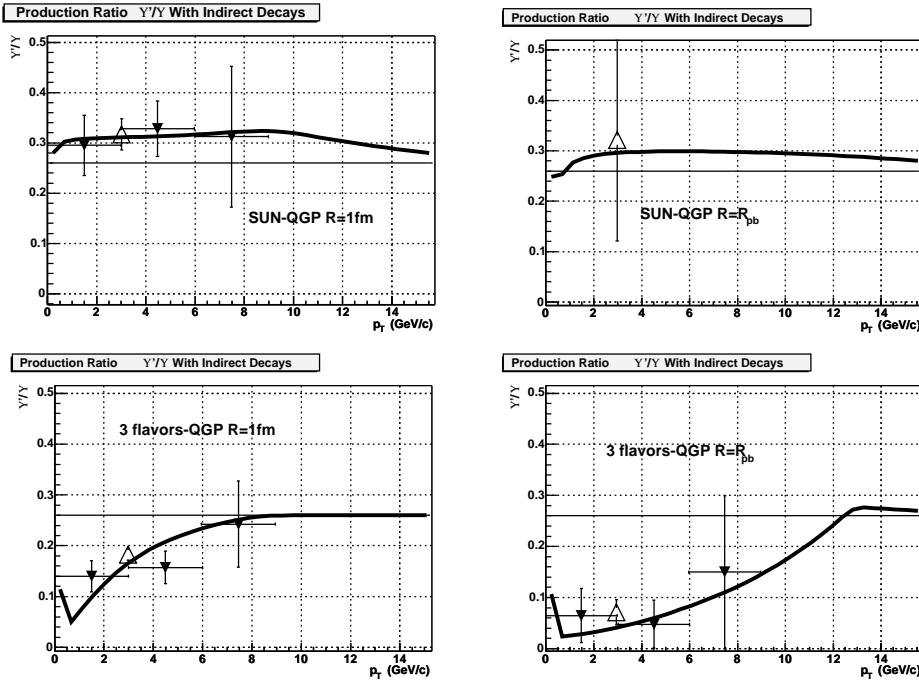 Production Ratio ϒ'/ϒ With Indirect Decays
ϒ'/ϒ
0.5
0.4
0.3
0.2
0.1
0
SUN-QGP R=1fm
0 2 4 6 8 10 12 14
p_T (GeV/c)
Production Ratio ϒ'/ϒ With Indirect Decays
ϒ'/ϒ
0.5
0.4
0.3
0.2
0.1
0
SUN-QGP R=R_pb
0 2 4 6 8 10 12 14
p_T (GeV/c)
Production Ratio ϒ'/ϒ With Indirect Decays
ϒ'/ϒ
0.5
0.4
0.3
0.2
0.1
0
3 flavors-QGP R=1fm
0 2 4 6 8 10 12 14
p_T (GeV/c)
Production Ratio ϒ'/ϒ With Indirect Decays
ϒ'/ϒ
0.5
0.4
0.3
0.2
0.1
0
3 flavors-QGP R=R_pb
0 2 4 6 8 10 12 14
p_T (GeV/c)